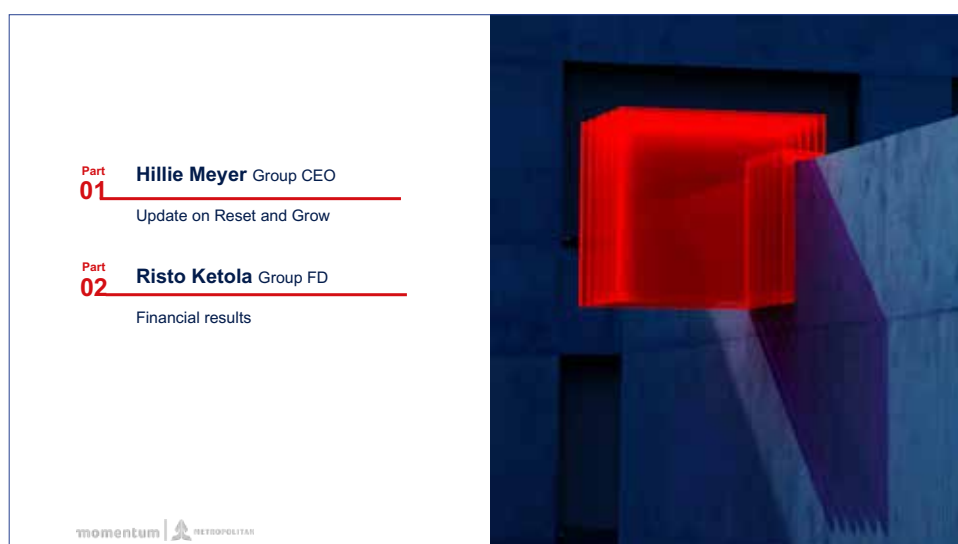 Part
01
Hillie Meyer Group CEO
Update on Reset and Grow
Part
02
Risto Ketola Group FD
Financial results
momentum METROPOLITAN